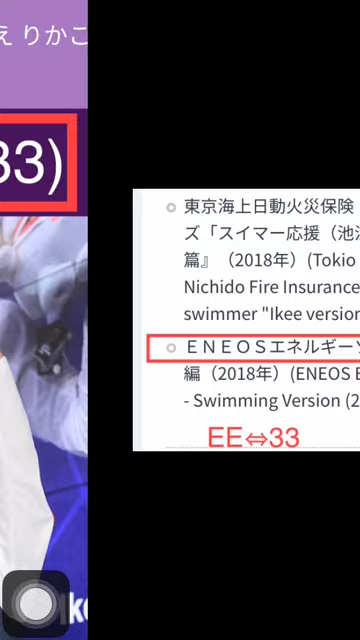 え りかこ
33)
東京海上日動火災保険
ズ「スイマー応援（池
篇』（2018年）(Tokio
Nichido Fire Insurance
swimmer "Ikee version
ＥＮＥＯＳエネルギー
編（2018年）(ENEOS E
- Swimming Version (2
EE⇔33
Ike